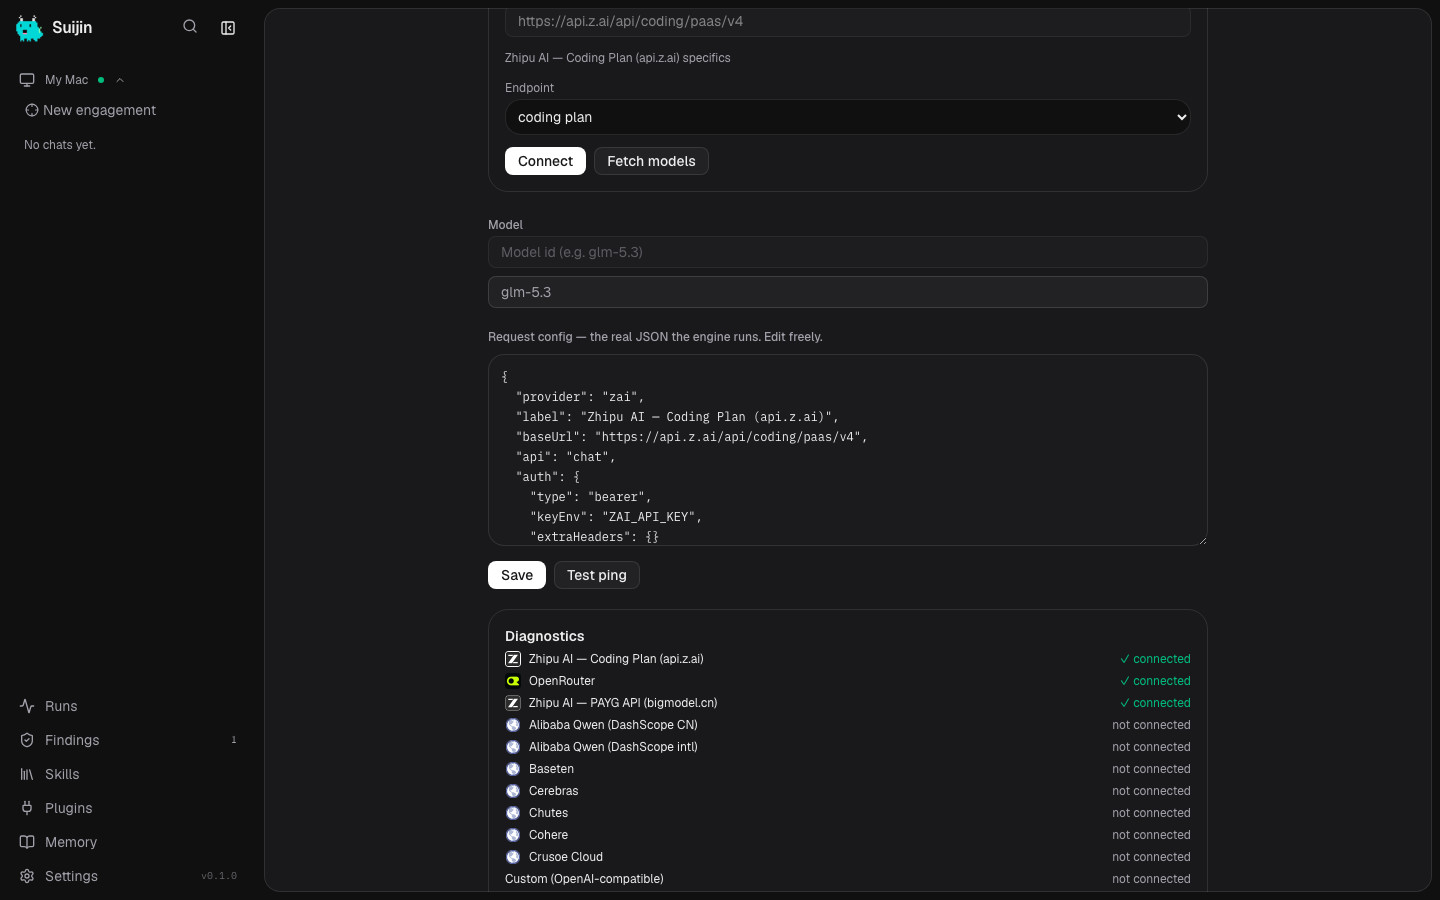 Suijin
My Mac
New engagement
No chats yet.
Runs
Findings
1
Skills
Plugins
Memory
Settings
v0.1.0
https://api.z.ai/api/coding/paas/v4
Zhipu AI — Coding Plan (api.z.ai) specifics
Endpoint
coding plan
Connect
Fetch models
Model
Model id (e.g. glm-5.3)
glm-5.3
Request config — the real JSON the engine runs. Edit freely.
{
"provider": "zai",
"label": "Zhipu AI — Coding Plan (api.z.ai)",
"baseUrl": "https://api.z.ai/api/coding/paas/v4",
"api": "chat",
"auth": {
"type": "bearer",
"keyEnv": "ZAI_API_KEY",
"extraHeaders": {}
Save
Test ping
Diagnostics
Zhipu AI — Coding Plan (api.z.ai) ✓ connected
OpenRouter ✓ connected
Zhipu AI — PAYG API (bigmodel.cn) ✓ connected
Alibaba Qwen (DashScope CN) not connected
Alibaba Qwen (DashScope intl) not connected
Baseten not connected
Cerebras not connected
Chutes not connected
Cohere not connected
Crusoe Cloud not connected
Custom (OpenAI-compatible) not connected